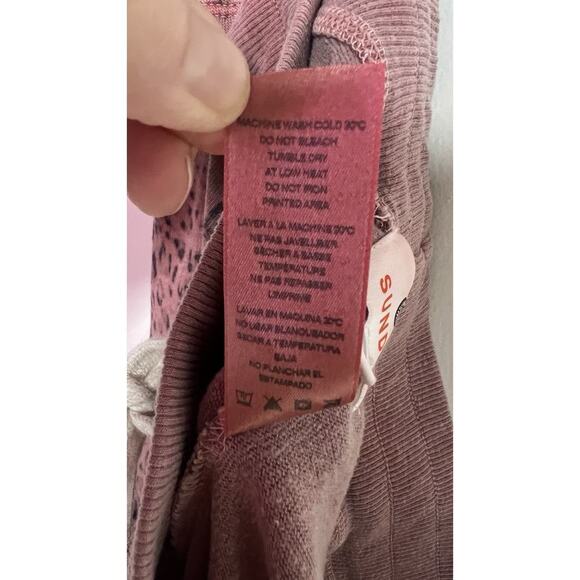 MACHINE WASH COLD 30°C
DO NOT BLEACH
TUMBLE DRY
AT LOW HEAT
DO NOT IRON
PRINTED AREA
LAVER A LA MACHINE 30°C
NE PAS JAVELLISER
SÉCHER A BASSE
TEMPÉRATURE
NE PAS REPASSER
L'IMPRIMÉ
LAVAR EN MAQUINA 30°C
NO USAR BLANQUEADOR
SECAR A TEMPERATURA
BAJA
NO PLANCHAR EL
ESTAMPADO
SUND